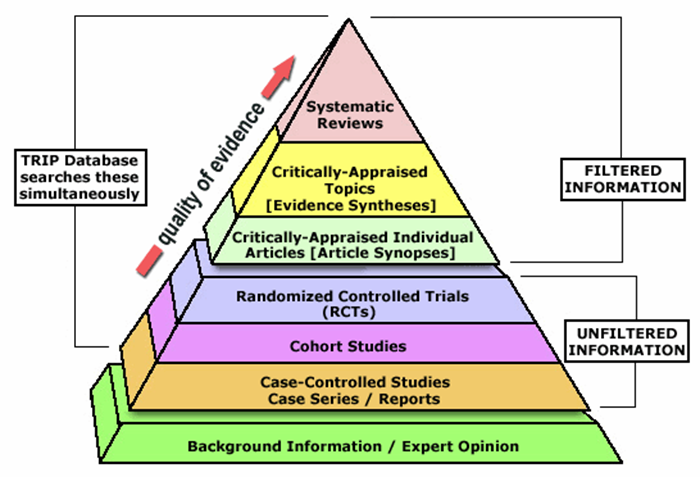 Systematic
Reviews
TRIP Database
searches these
simultaneously
quality of evidence
Critically-Appraised
Topics
[Evidence Syntheses]
FILTERED
INFORMATION
Critically-Appraised Individual
Articles [Article Synopses]
Randomized Controlled Trials
(RCTs)
UNFILTERED
INFORMATION
Cohort Studies
Case-Controlled Studies
Case Series / Reports
Background Information / Expert Opinion